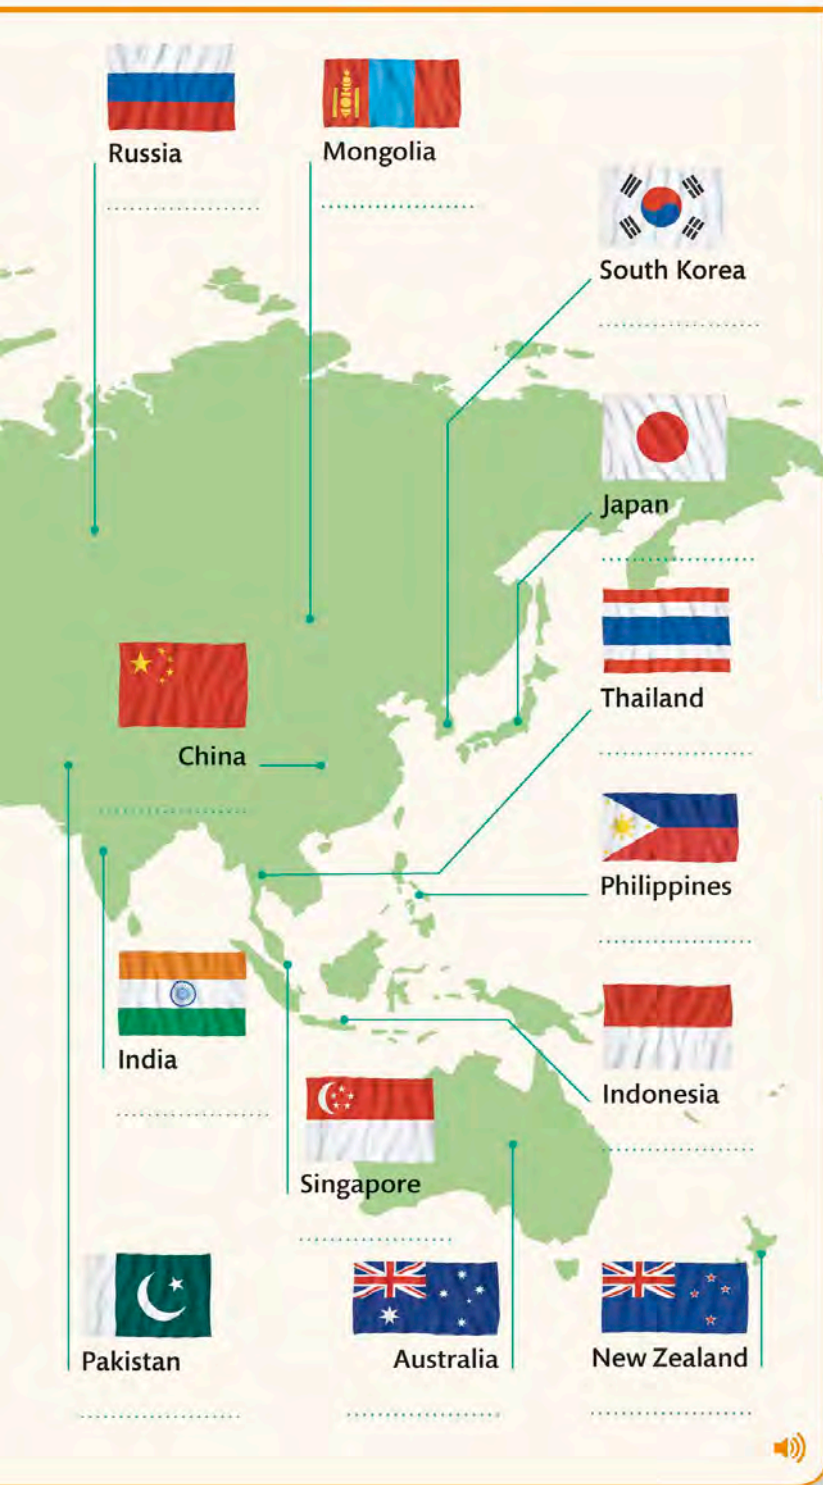 Russia
Mongolia
South Korea
Japan
Thailand
China
Philippines
India
Indonesia
Singapore
Pakistan
Australia
New Zealand